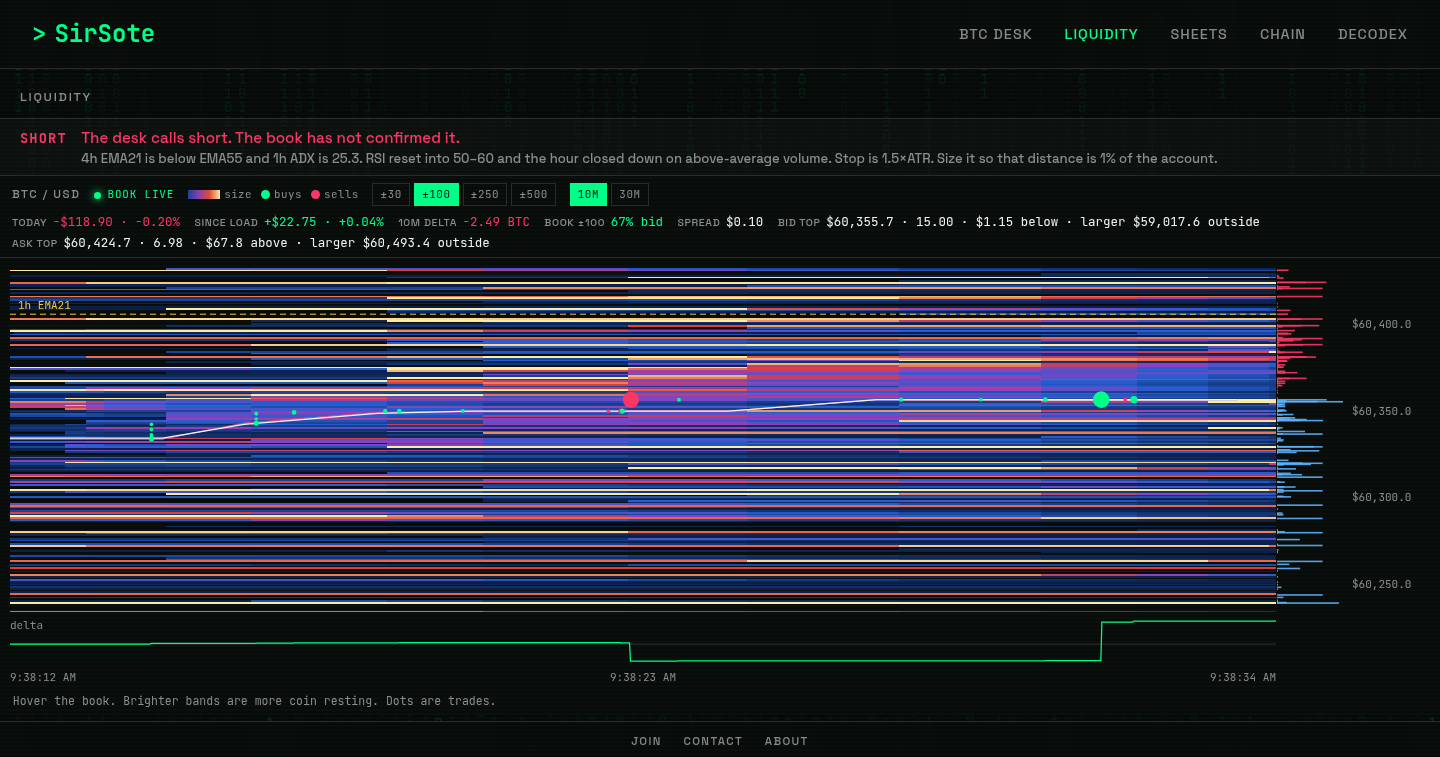 > SirSote
BTC DESK LIQUIDITY SHEETS CHAIN DECODEX
LIQUIDITY
SHORT The desk calls short. The book has not confirmed it.
4h EMA21 is below EMA55 and 1h ADX is 25.3. RSI reset into 50–60 and the hour closed down on above-average volume. Stop is 1.5×ATR. Size it so that distance is 1% of the account.
BTC / USD BOOK LIVE size buys sells ±30 ±100 ±250 ±500 10M 30M
TODAY -$118.90 · -0.20% SINCE LOAD +$22.75 · +0.04% 10M DELTA -2.49 BTC BOOK ±100 67% bid SPREAD $0.10 BID TOP $60,355.7 · 15.00 · $1.15 below · larger $59,017.6 outside
ASK TOP $60,424.7 · 6.98 · $67.8 above · larger $60,493.4 outside
1h EMA21
$60,400.0
$60,350.0
$60,300.0
$60,250.0
delta
9:38:12 AM 9:38:23 AM 9:38:34 AM
Hover the book. Brighter bands are more coin resting. Dots are trades.
JOIN CONTACT ABOUT